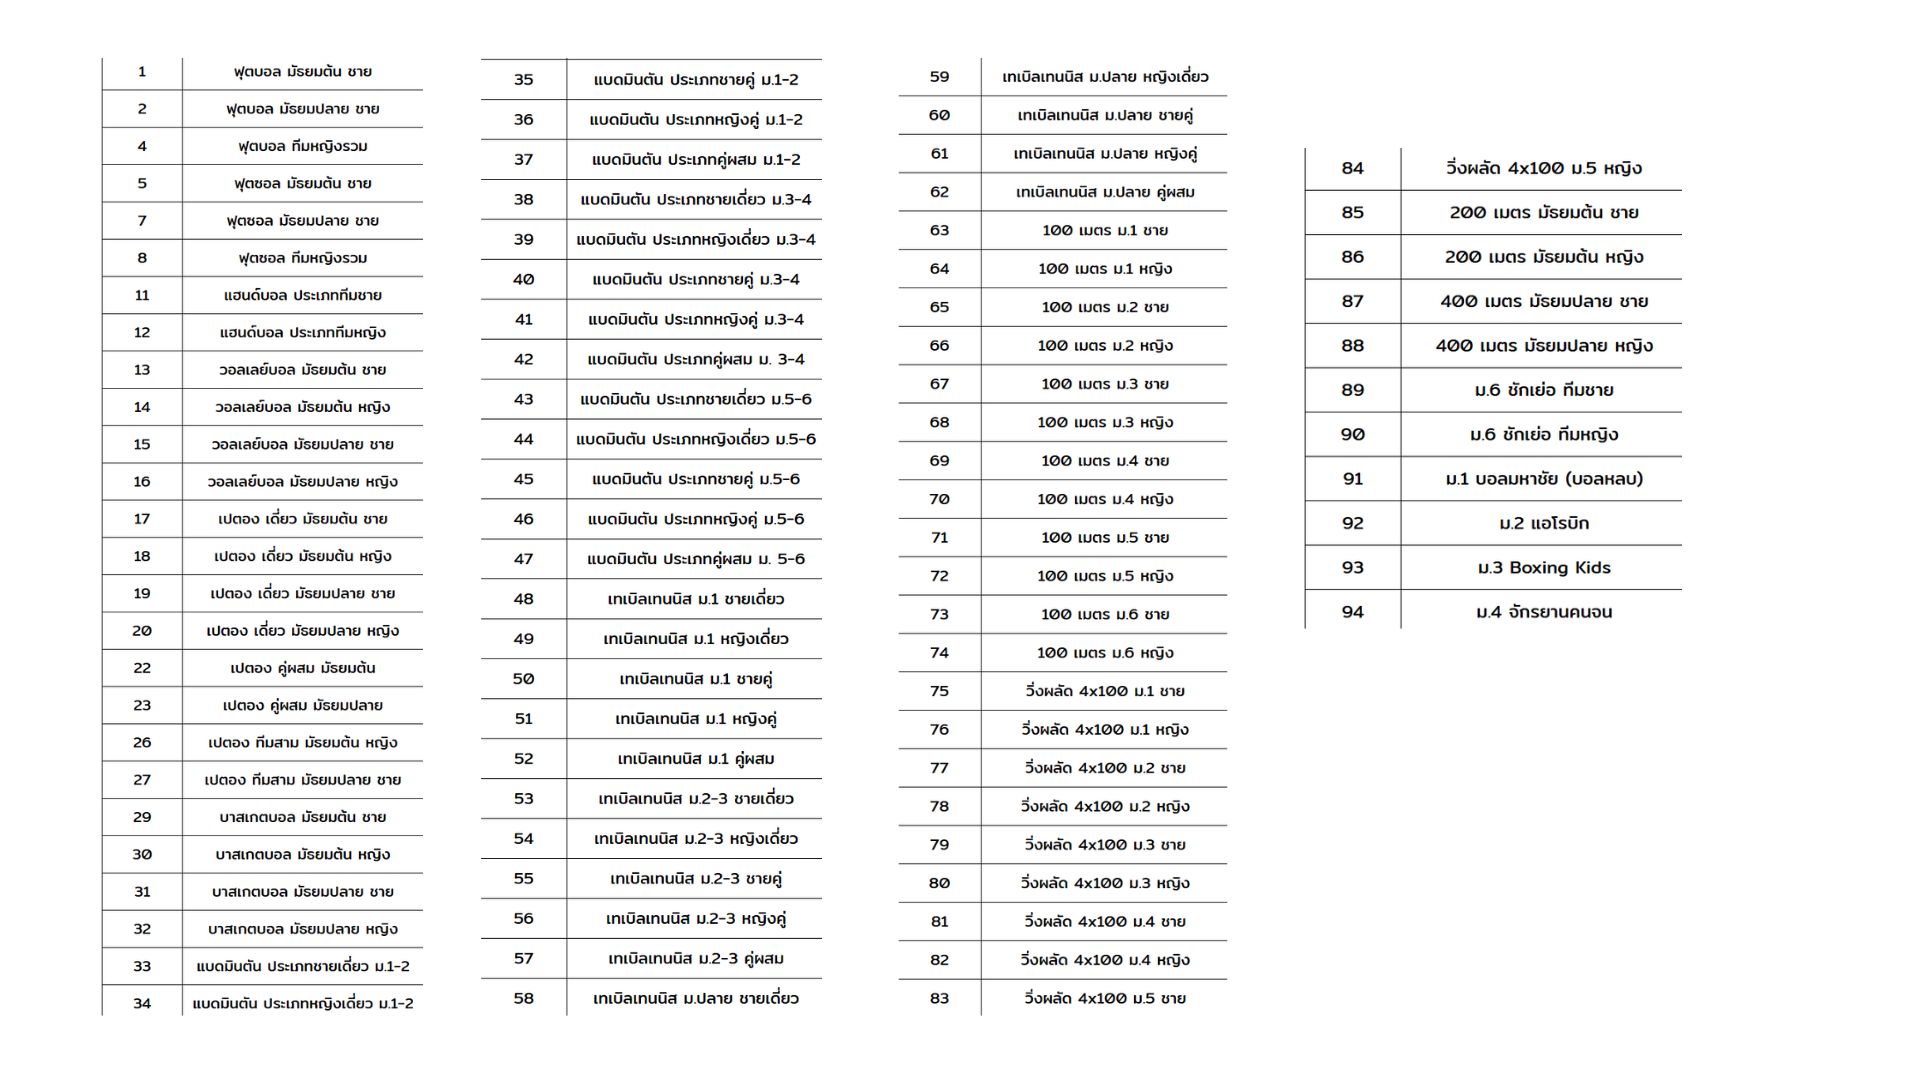 1 ฟุตบอล มัธยมต้น ชาย
2 ฟุตบอล มัธยมปลาย ชาย
4 ฟุตบอล ทีมหญิงรวม
5 ฟุตซอล มัธยมต้น ชาย
7 ฟุตซอล มัธยมปลาย ชาย
8 ฟุตซอล ทีมหญิงรวม
11 แฮนด์บอล ประเภททีมชาย
12 แฮนด์บอล ประเภททีมหญิง
13 วอลเลย์บอล มัธยมต้น ชาย
14 วอลเลย์บอล มัธยมต้น หญิง
15 วอลเลย์บอล มัธยมปลาย ชาย
16 วอลเลย์บอล มัธยมปลาย หญิง
17 เปตอง เดี่ยว มัธยมต้น ชาย
18 เปตอง เดี่ยว มัธยมต้น หญิง
19 เปตอง เดี่ยว มัธยมปลาย ชาย
20 เปตอง เดี่ยว มัธยมปลาย หญิง
22 เปตอง คู่ผสม มัธยมต้น
23 เปตอง คู่ผสม มัธยมปลาย
26 เปตอง ทีมสาม มัธยมต้น หญิง
27 เปตอง ทีมสาม มัธยมปลาย ชาย
29 บาสเกตบอล มัธยมต้น ชาย
30 บาสเกตบอล มัธยมต้น หญิง
31 บาสเกตบอล มัธยมปลาย ชาย
32 บาสเกตบอล มัธยมปลาย หญิง
33 แบดมินตัน ประเภทชายเดี่ยว ม.1-2
34 แบดมินตัน ประเภทหญิงเดี่ยว ม.1-2
35 แบดมินตัน ประเภทชายคู่ ม.1-2
36 แบดมินตัน ประเภทหญิงคู่ ม.1-2
37 แบดมินตัน ประเภทคู่ผสม ม.1-2
38 แบดมินตัน ประเภทชายเดี่ยว ม.3-4
39 แบดมินตัน ประเภทหญิงเดี่ยว ม.3-4
40 แบดมินตัน ประเภทชายคู่ ม.3-4
41 แบดมินตัน ประเภทหญิงคู่ ม.3-4
42 แบดมินตัน ประเภทคู่ผสม ม. 3-4
43 แบดมินตัน ประเภทชายเดี่ยว ม.5-6
44 แบดมินตัน ประเภทหญิงเดี่ยว ม.5-6
45 แบดมินตัน ประเภทชายคู่ ม.5-6
46 แบดมินตัน ประเภทหญิงคู่ ม.5-6
47 แบดมินตัน ประเภทคู่ผสม ม. 5-6
48 เทเบิลเทนนิส ม.1 ชายเดี่ยว
49 เทเบิลเทนนิส ม.1 หญิงเดี่ยว
50 เทเบิลเทนนิส ม.1 ชายคู่
51 เทเบิลเทนนิส ม.1 หญิงคู่
52 เทเบิลเทนนิส ม.1 คู่ผสม
53 เทเบิลเทนนิส ม.2-3 ชายเดี่ยว
54 เทเบิลเทนนิส ม.2-3 หญิงเดี่ยว
55 เทเบิลเทนนิส ม.2-3 ชายคู่
56 เทเบิลเทนนิส ม.2-3 หญิงคู่
57 เทเบิลเทนนิส ม.2-3 คู่ผสม
58 เทเบิลเทนนิส ม.ปลาย ชายเดี่ยว
59 เทเบิลเทนนิส ม.ปลาย หญิงเดี่ยว
60 เทเบิลเทนนิส ม.ปลาย ชายคู่
61 เทเบิลเทนนิส ม.ปลาย หญิงคู่
62 เทเบิลเทนนิส ม.ปลาย คู่ผสม
63 100 เมตร ม.1 ชาย
64 100 เมตร ม.1 หญิง
65 100 เมตร ม.2 ชาย
66 100 เมตร ม.2 หญิง
67 100 เมตร ม.3 ชาย
68 100 เมตร ม.3 หญิง
69 100 เมตร ม.4 ชาย
70 100 เมตร ม.4 หญิง
71 100 เมตร ม.5 ชาย
72 100 เมตร ม.5 หญิง
73 100 เมตร ม.6 ชาย
74 100 เมตร ม.6 หญิง
75 วิ่งผลัด 4x100 ม.1 ชาย
76 วิ่งผลัด 4x100 ม.1 หญิง
77 วิ่งผลัด 4x100 ม.2 ชาย
78 วิ่งผลัด 4x100 ม.2 หญิง
79 วิ่งผลัด 4x100 ม.3 ชาย
80 วิ่งผลัด 4x100 ม.3 หญิง
81 วิ่งผลัด 4x100 ม.4 ชาย
82 วิ่งผลัด 4x100 ม.4 หญิง
83 วิ่งผลัด 4x100 ม.5 ชาย
84 วิ่งผลัด 4x100 ม.5 หญิง
85 200 เมตร มัธยมต้น ชาย
86 200 เมตร มัธยมต้น หญิง
87 400 เมตร มัธยมปลาย ชาย
88 400 เมตร มัธยมปลาย หญิง
89 ม.6 ชักเย่อ ทีมชาย
90 ม.6 ชักเย่อ ทีมหญิง
91 ม.1 บอลมหาชัย (บอลหลบ)
92 ม.2 แอโรบิก
93 ม.3 Boxing Kids
94 ม.4 จักรยานคนจน